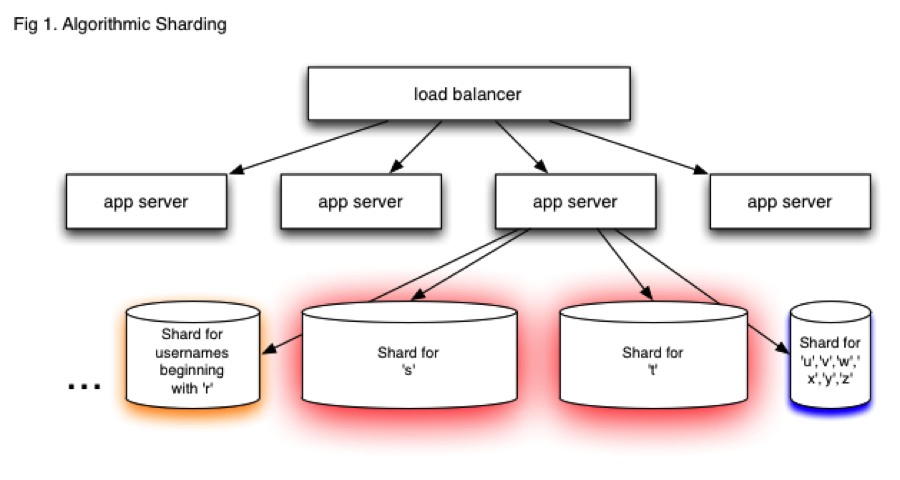 Fig 1. Algorithmic Sharding
load balancer
app server
app server
app server
app server
Shard for
usernames
beginning
with 'r'
Shard for
's'
Shard for
't'
Shard for
'u','v','w','
x','y','z'
...